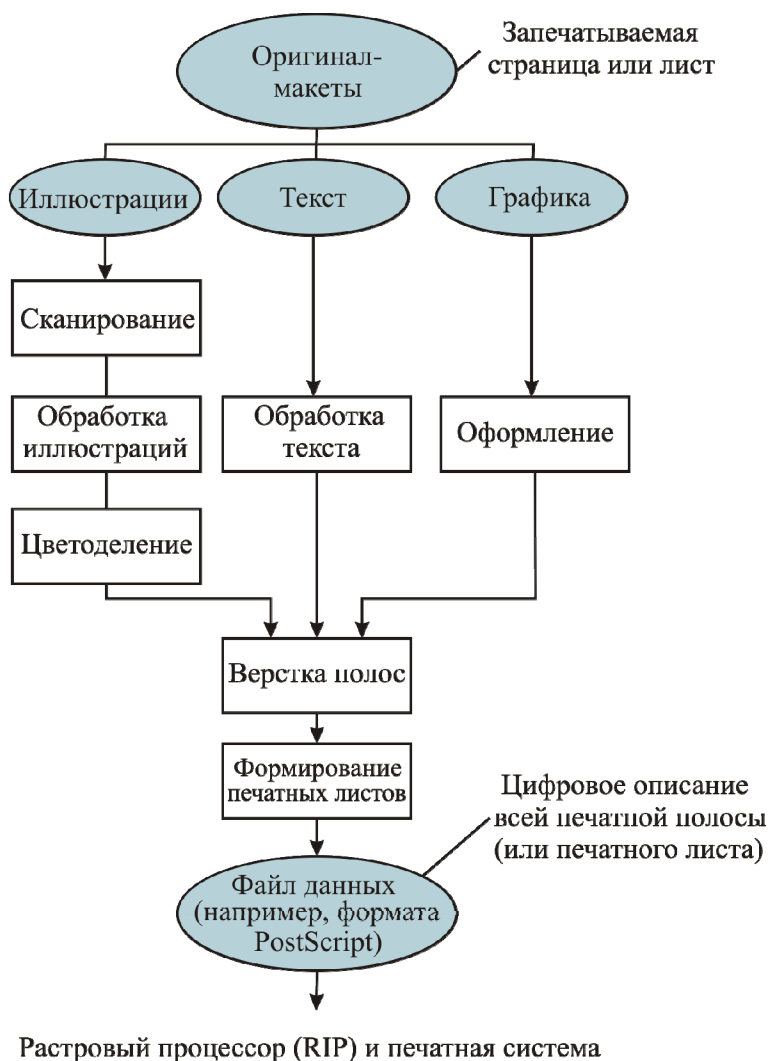 Оригинал-
макеты
Запечатываемая
страница или лист
Иллюстрации
Текст
Графика
Сканирование
Обработка
иллюстраций
Обработка
текста
Оформление
Цветоделение
Верстка полос
Формирование
печатных листов
Цифровое описание
всей печатной полосы
(или печатного листа)
Файл данных
(например, формата
PostScript)
Растровый процессор (RIP) и печатная система